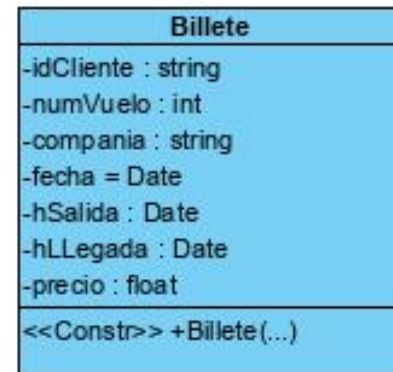 Billete
-idCliente : string
-numVuelo : int
-compania : string
-fecha = Date
-hSalida : Date
-hLLegada : Date
-precio : float
<<Constr>> +Billete(...)